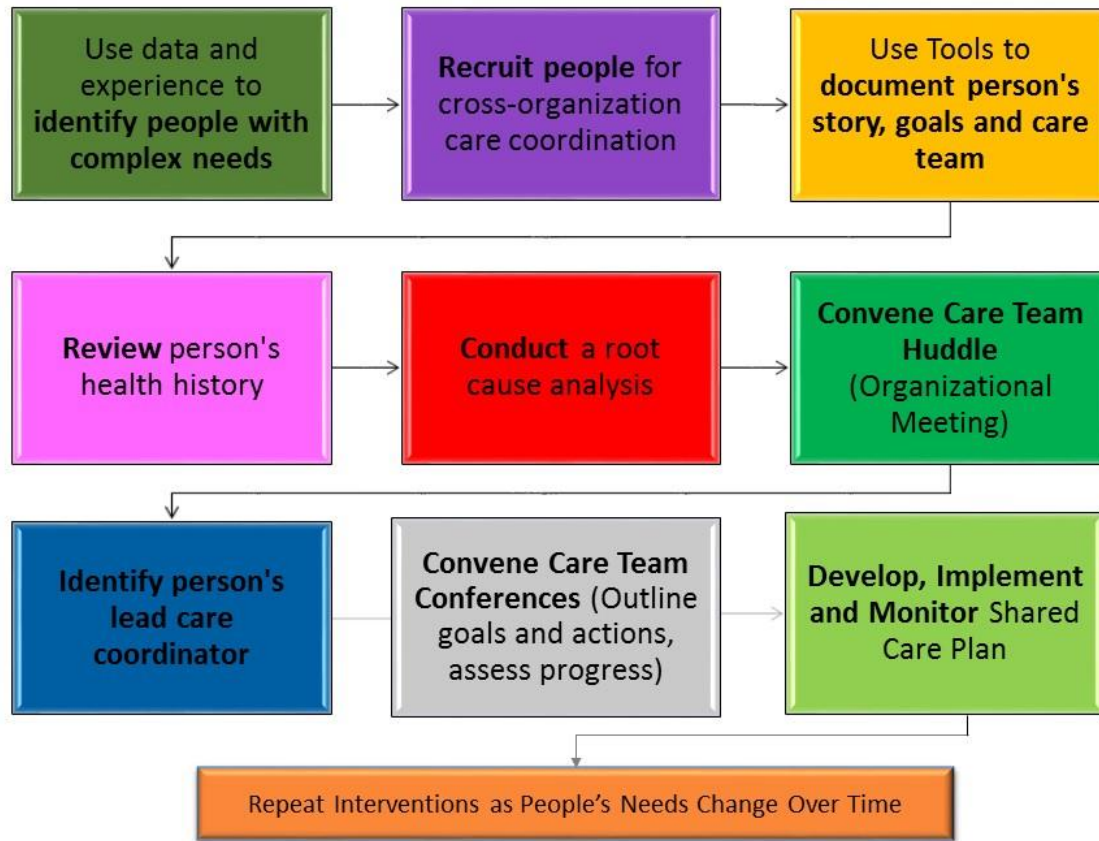 Use data and
experience to
identify people with
complex needs
Recruit people for
cross-organization
care coordination
Use Tools to
document person's
story, goals and care
team
Review person's
health history
Conduct a root
cause analysis
Convene Care Team
Huddle
(Organizational
Meeting)
Identify person's
lead care
coordinator
Convene Care Team
Conferences (Outline
goals and actions,
assess progress)
Develop, Implement
and Monitor Shared
Care Plan
Repeat Interventions as People’s Needs Change Over Time